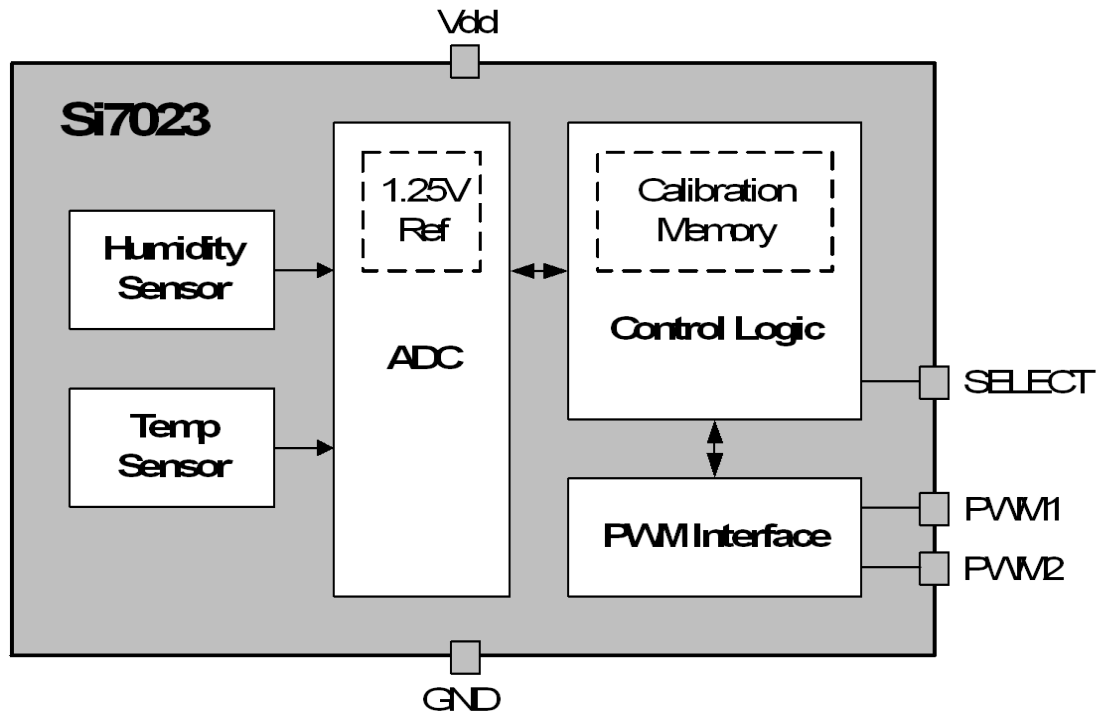 Vdd
Si7023
1.25V
Ref
Calibration
Memory
Humidity
Sensor
Control Logic
ADC
SELECT
Temp
Sensor
PWM Interface
PWM1
PWM2
GND